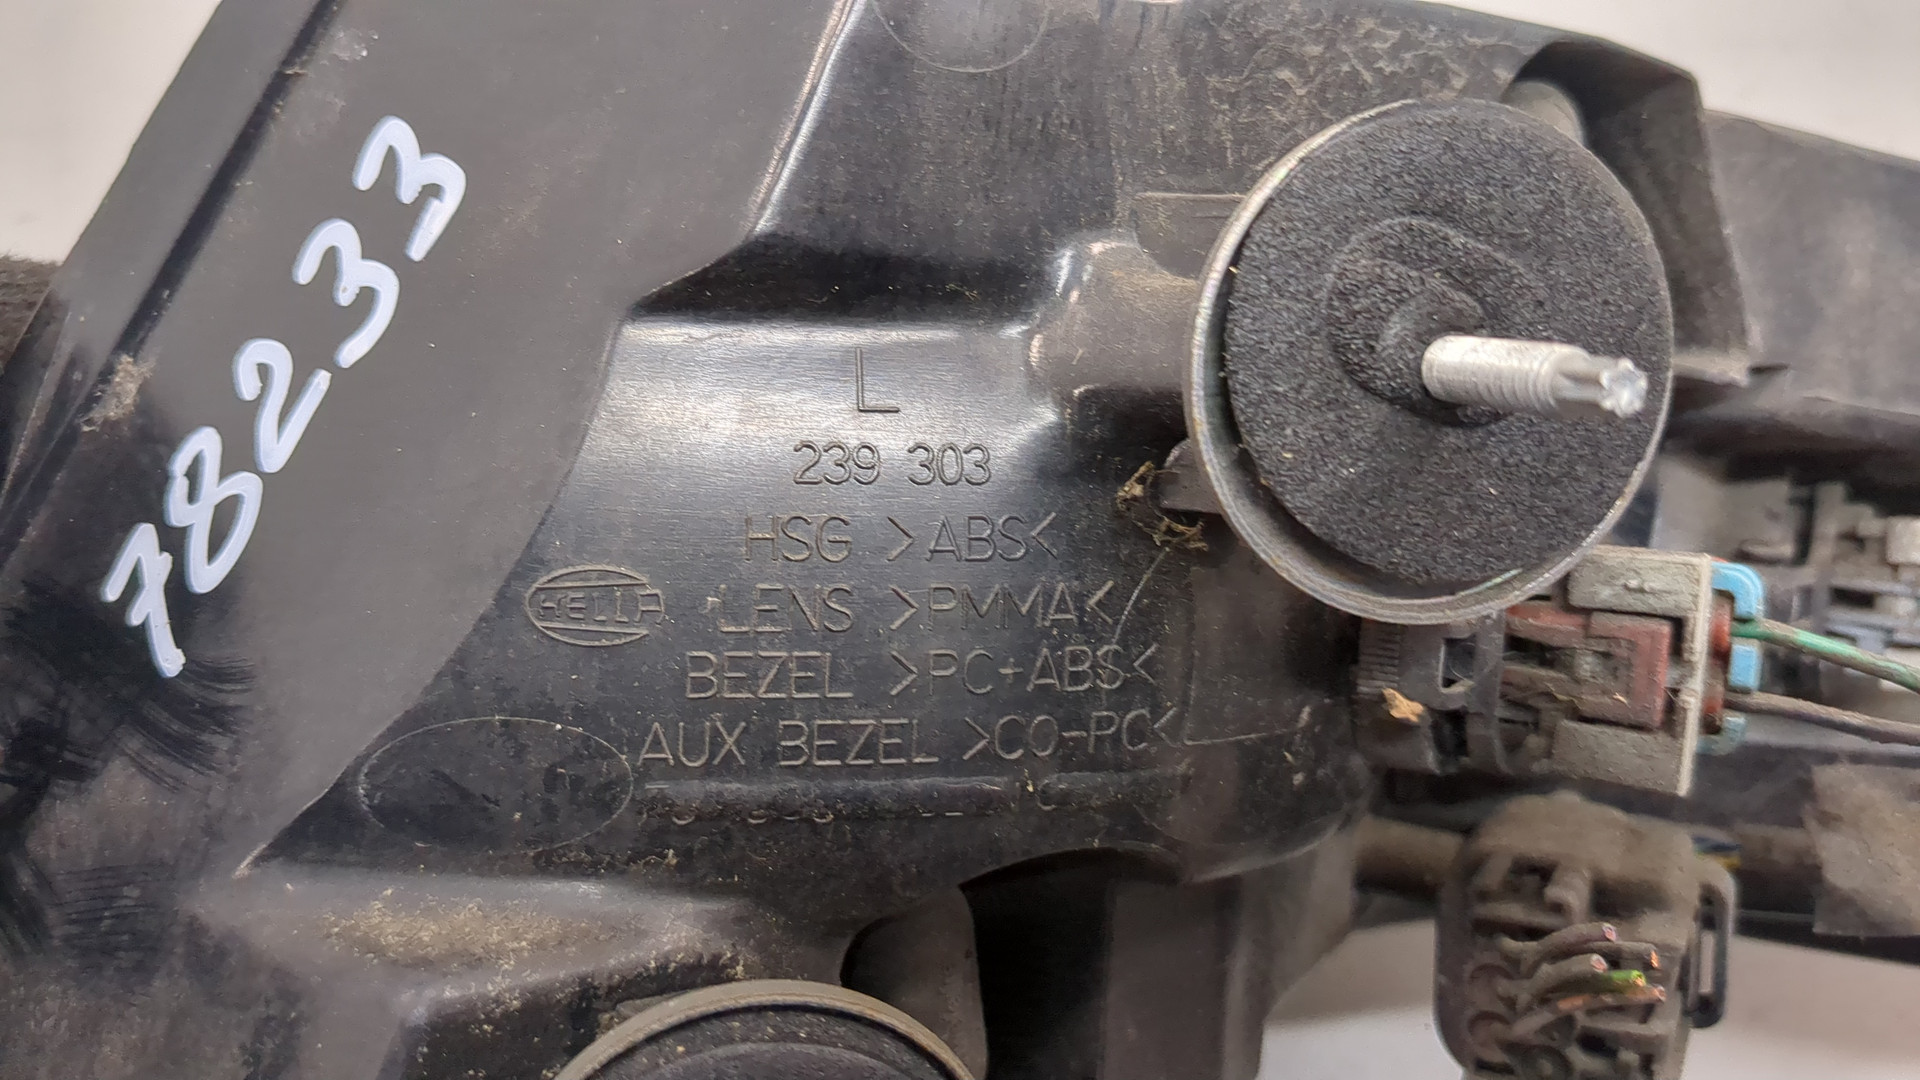 78233
L
239 303
HSG >ABS<
HELLA
LENS >PMMA<
BEZEL >PC+ABS<
AUX BEZEL >CO-PC<